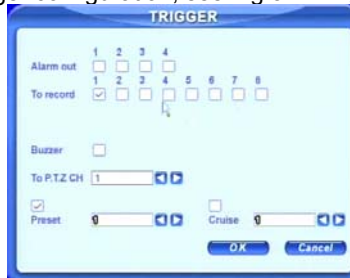 TRIGGER
1 2 3 4
Alarm out
1 2 3 4 5 6 7 8
To record
Buzzer
To P.T.Z CH 1
Preset 0 Cruise 0
OK Cancel